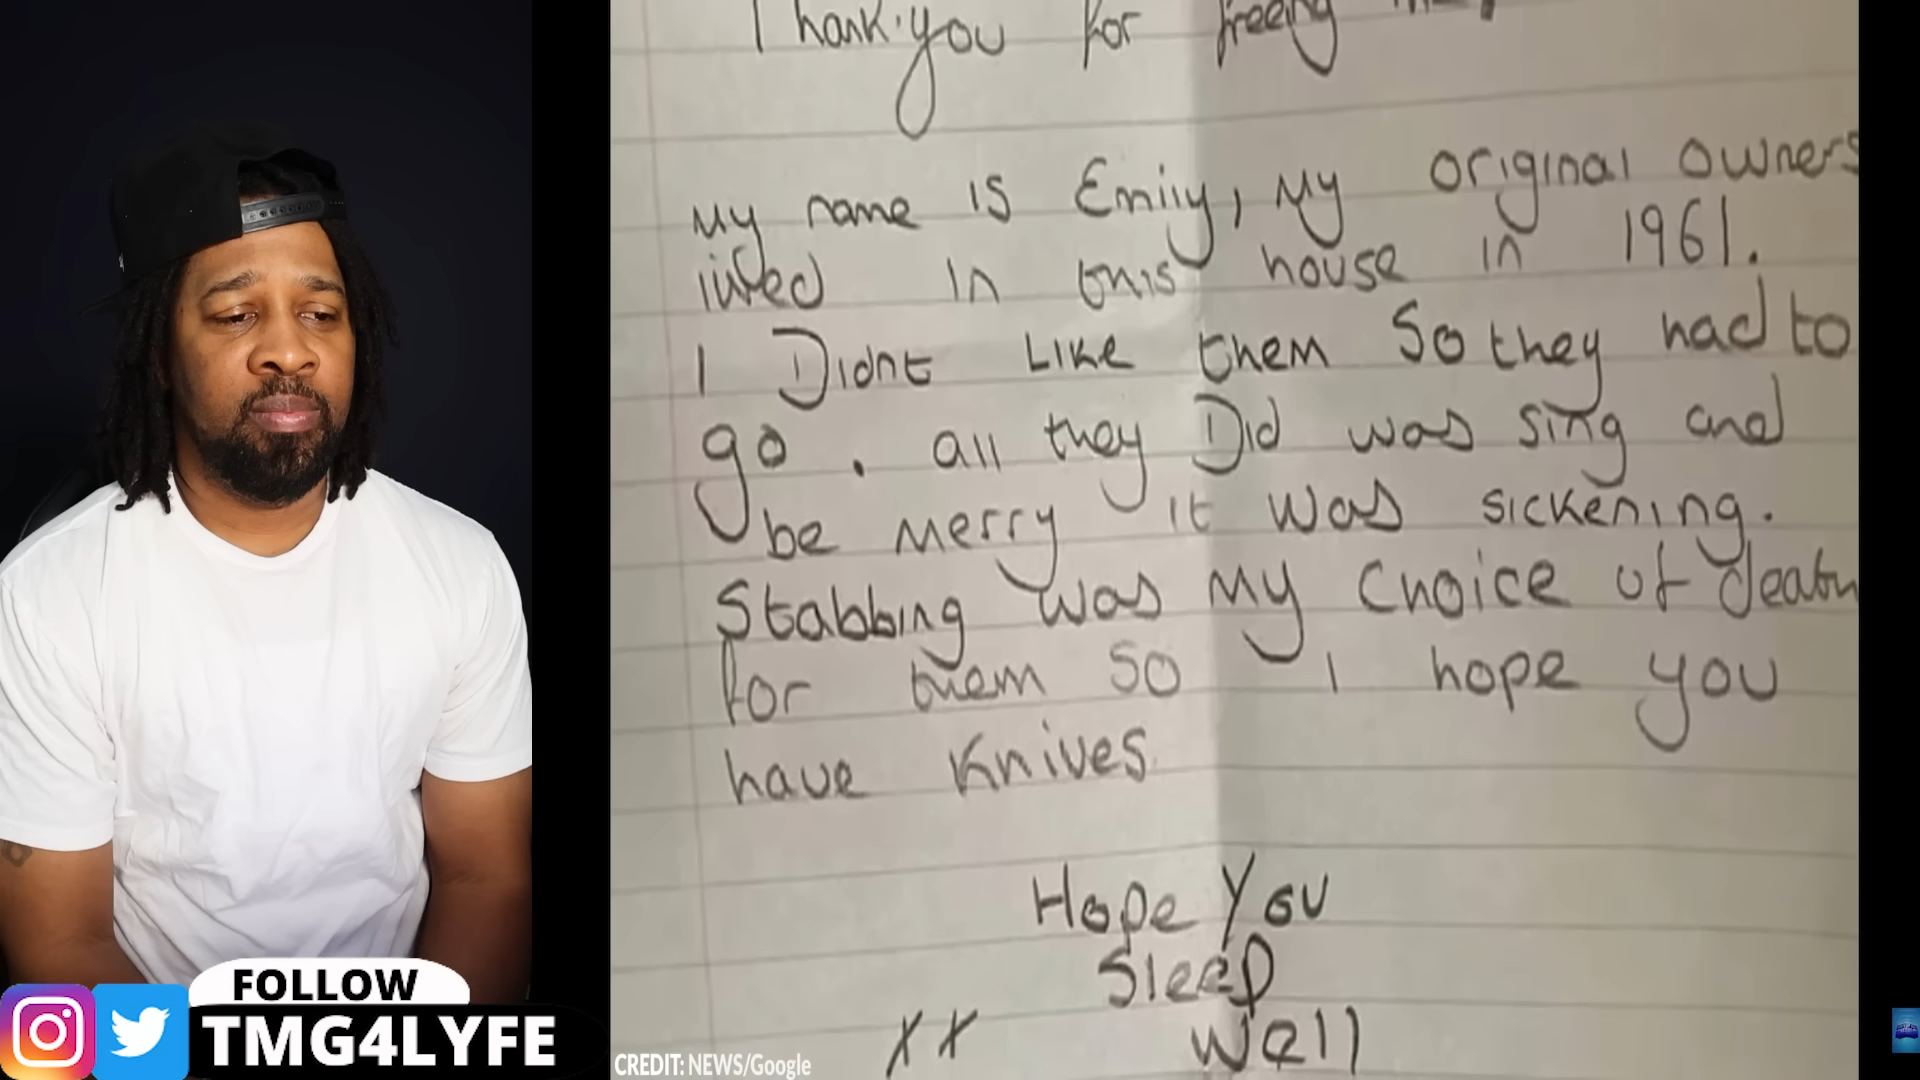 Thank you for freeing me,
My name is Emily, My original owners
lived in this house in 1961.
I Didnt Like them So they had to
go. all they Did was sing and
be merry it was sickening.
Stabbing was My Choice of death
for them So I hope you
have Knives.
Hope You
Sleep
xx Well
FOLLOW
TMG4LYFE
CREDIT: NEWS/Google